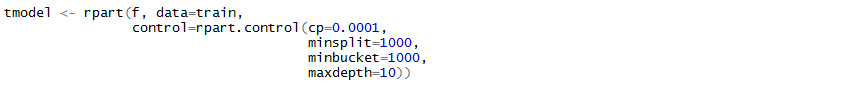 tmodel <- rpart(f, data=train,
                control=rpart.control(cp=0.0001,
                                      minsplit=1000,
                                      minbucket=1000,
                                      maxdepth=10))